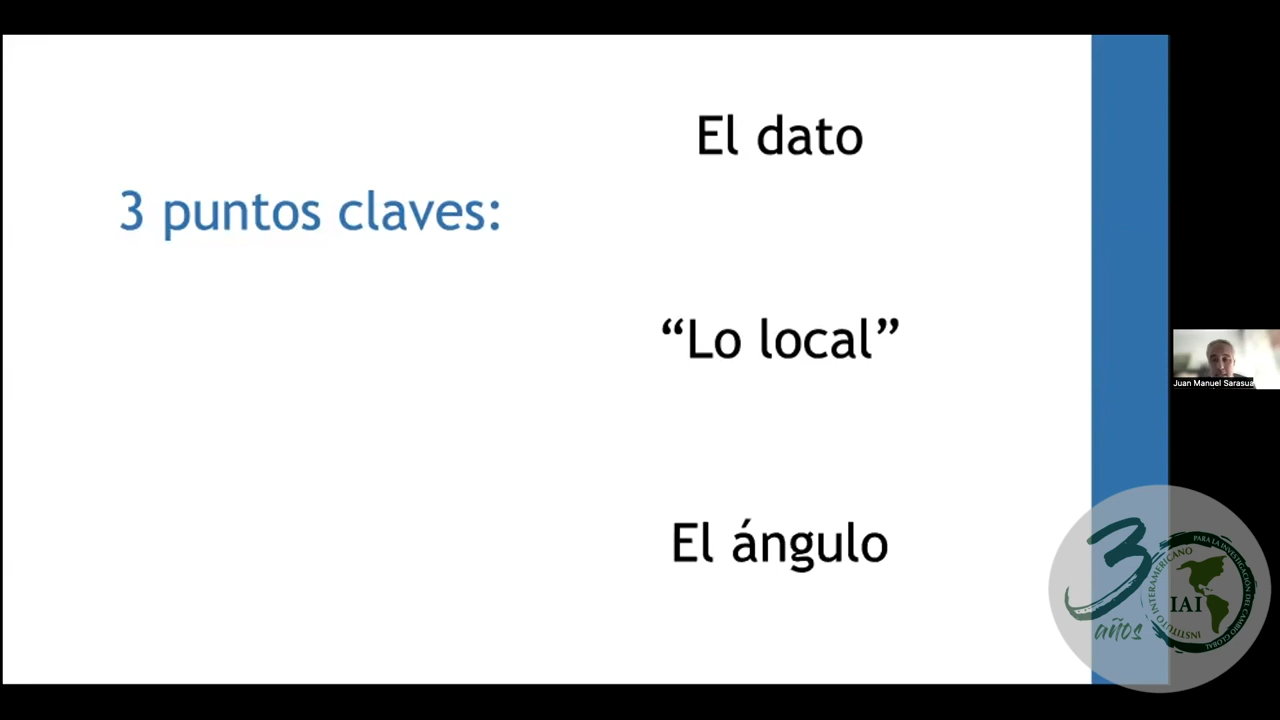 El dato
3 puntos claves:
“Lo local”
El ángulo
Juan Manuel Sarasua
30
años
INSTITUTO INTERAMERICANO
PARA LA INVESTIGACIÓN DEL CAMBIO GLOBAL
IAI